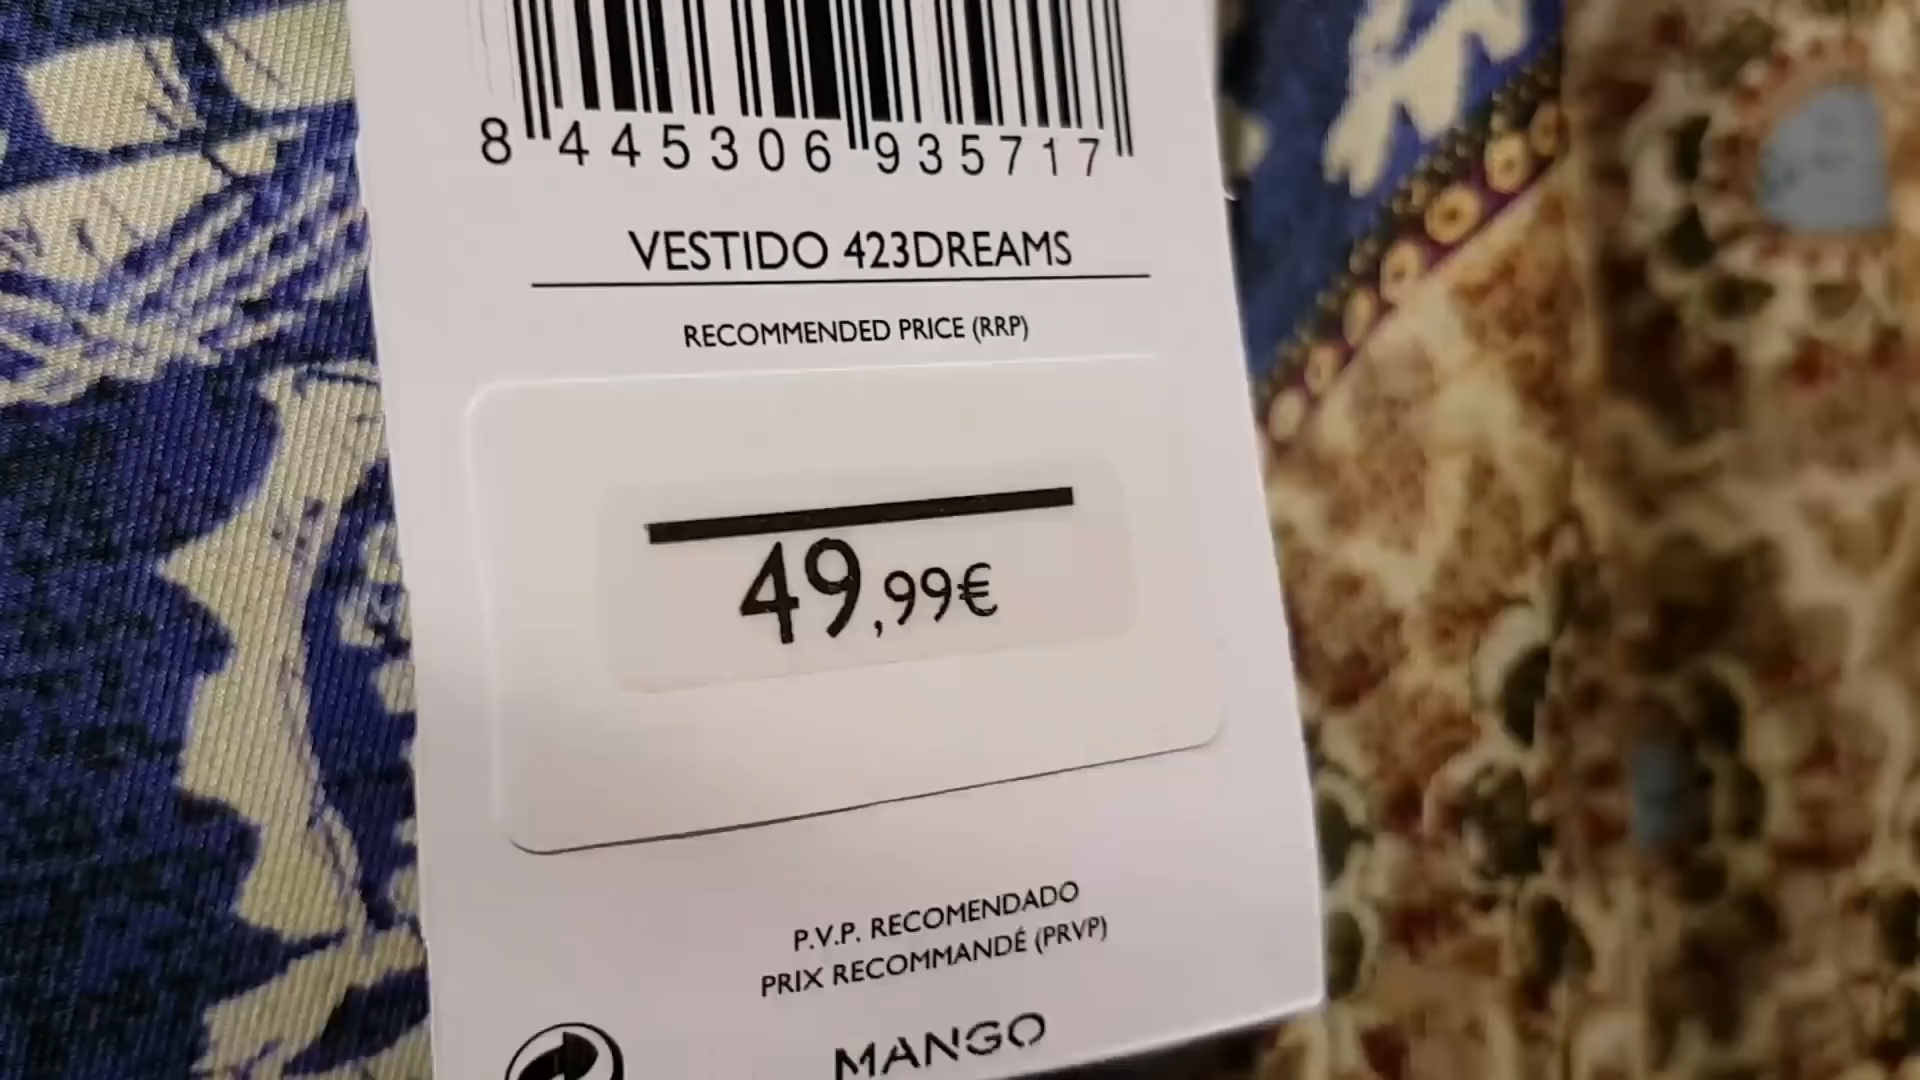 8 445306 935717
VESTIDO 423DREAMS
RECOMMENDED PRICE (RRP)
49,99€
P.V.P. RECOMENDADO
PRIX RECOMMANDÉ (PRVP)
MANGO